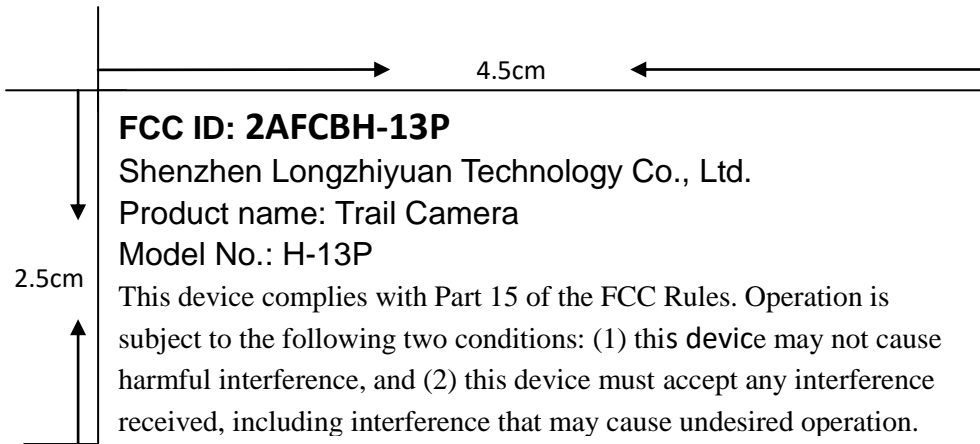 4.5cm
FCC ID: 2AFCBH-13P
Shenzhen Longzhiyuan Technology Co., Ltd.
Product name: Trail Camera
Model No.: H-13P
2.5cm
This device complies with Part 15 of the FCC Rules. Operation is
subject to the following two conditions: (1) this device may not cause
harmful interference, and (2) this device must accept any interference
received, including interference that may cause undesired operation.